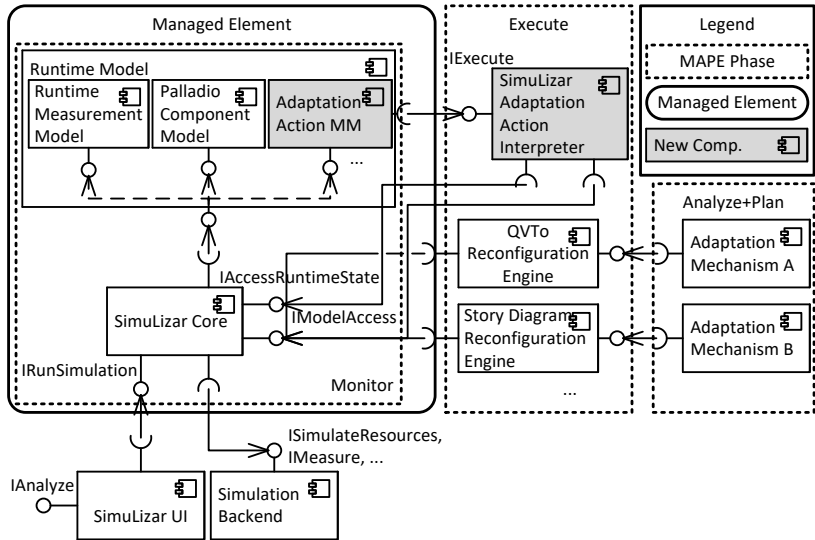 Managed Element
Execute
Legend
MAPE Phase
Managed Element
New Comp.
Runtime Model
Runtime
Measurement
Model
Palladio
Component
Model
Adaptation
Action MM
...
IExecute
SimuLizar
Adaptation
Action
Interpreter
Analyze+Plan
QVTo
Reconfiguration
Engine
Adaptation
Mechanism A
IAccessRuntimeState
SimuLizar Core
IModelAccess
Story Diagram
Reconfiguration
Engine
Adaptation
Mechanism B
IRunSimulation
Monitor
...
ISimulateResources,
IMeasure, ...
IAnalyze
SimuLizar UI
Simulation
Backend